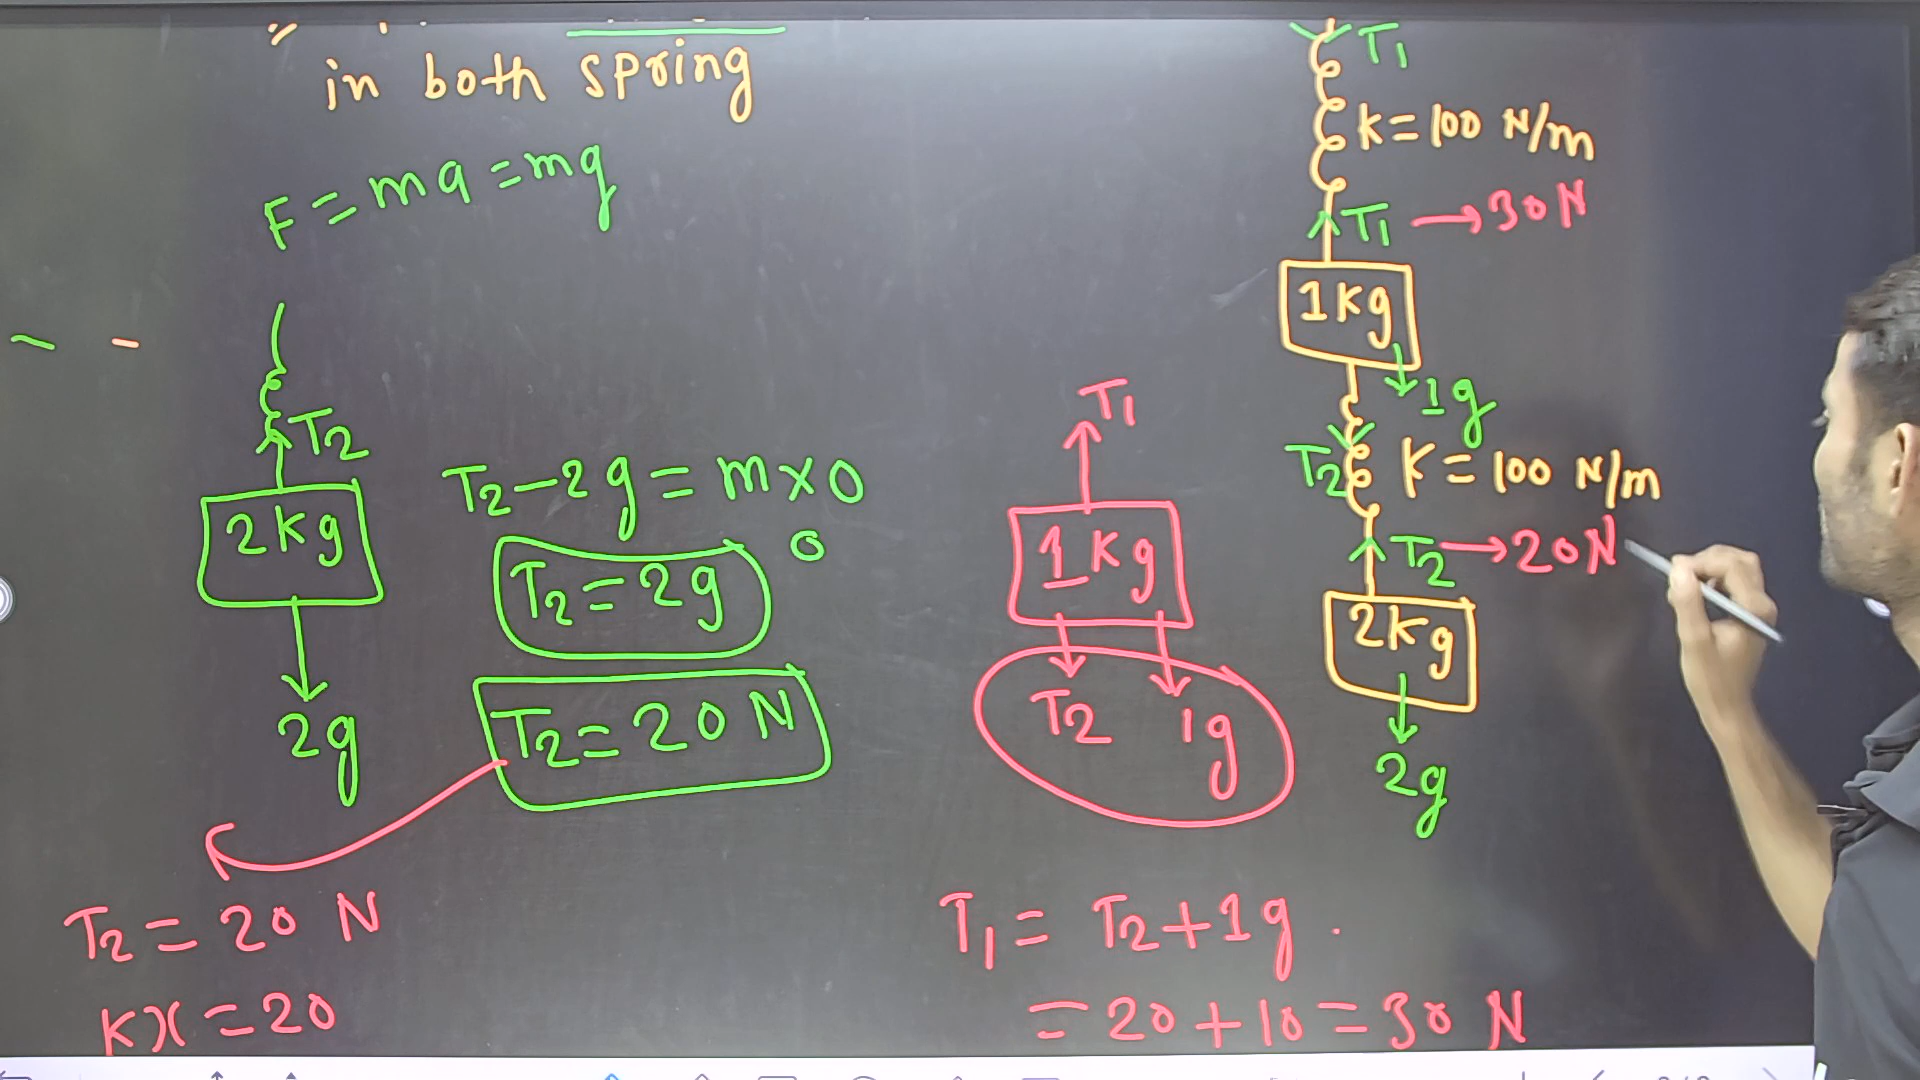 in both spring
F = ma = mg
T2
2kg
2g
T2-2g = m×0
0
T2 = 2g
T2 = 20 N
T2 = 20 N
Kx = 20
T1
1kg
T2 1g
T1 = T2+1g.
= 20+10 = 30 N
T1
K=100 N/m
T1 → 30N
1kg
1g
T2 K = 100 N/m
T2 → 20N
2kg
2g